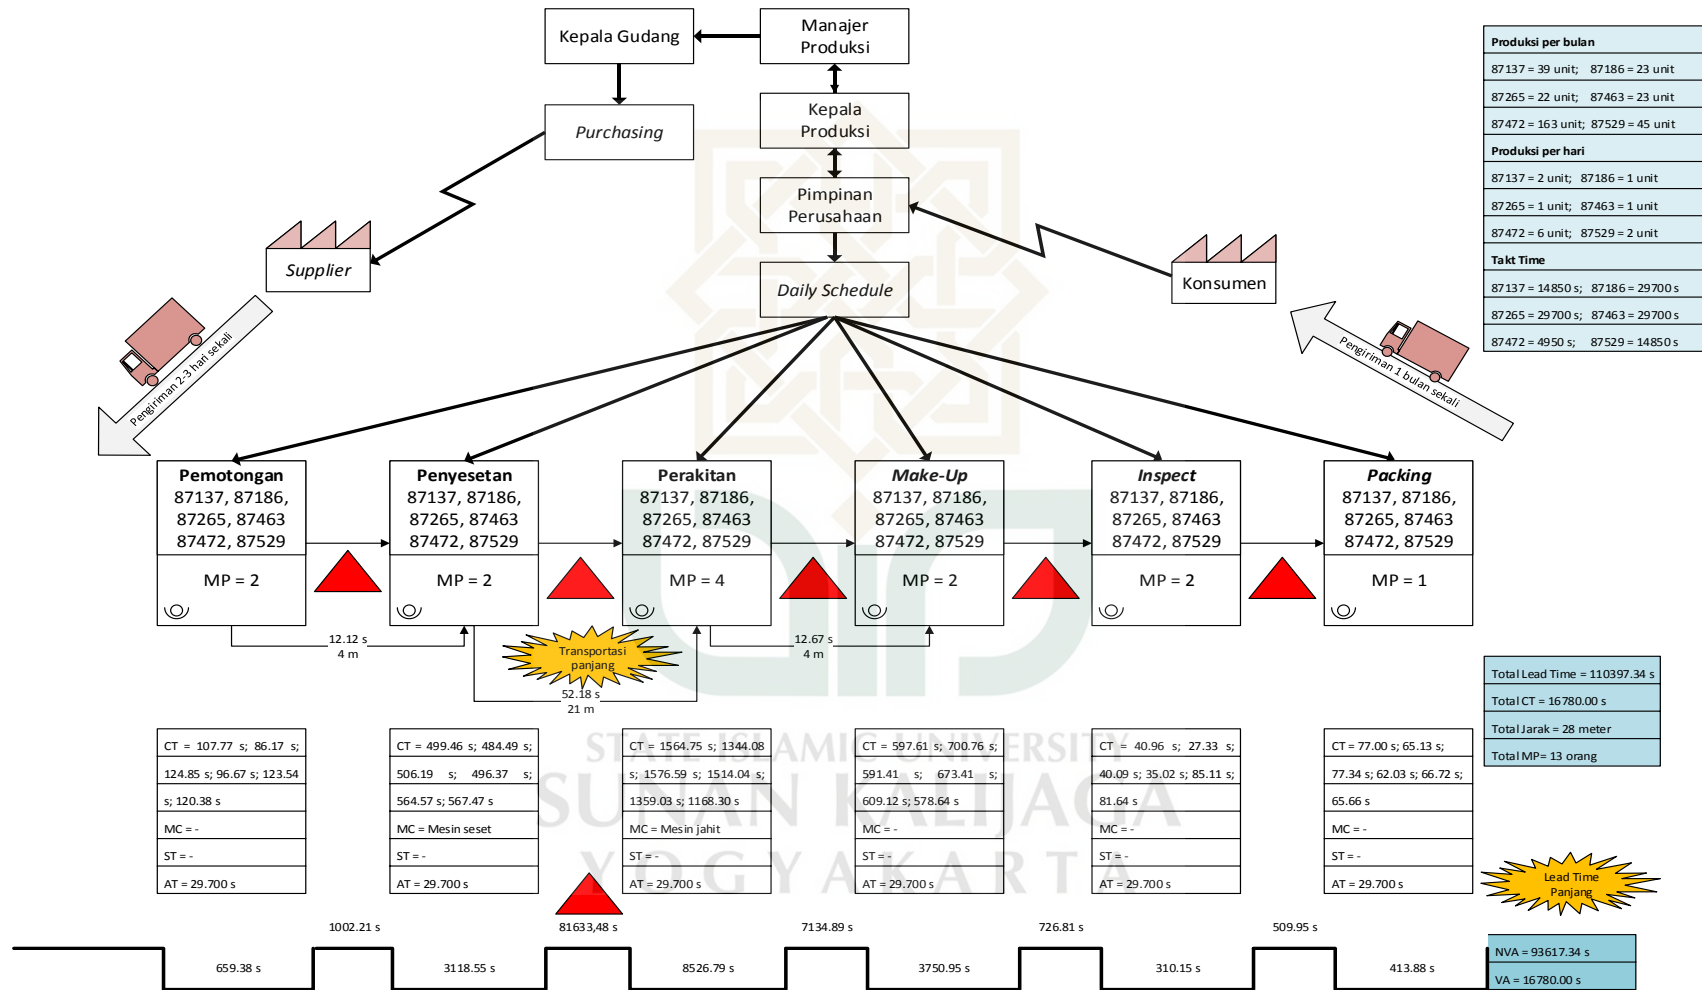 Kepala Gudang
Manajer
Produksi
Purchasing
Kepala
Produksi
Pimpinan
Perusahaan
Supplier
Daily Schedule
Konsumen
Pengiriman 2-3 hari sekali
Pengiriman 1 bulan sekali
Produksi per bulan
87137 = 39 unit; 87186 = 23 unit
87265 = 22 unit; 87463 = 23 unit
87472 = 163 unit; 87529 = 45 unit
Produksi per hari
87137 = 2 unit; 87186 = 1 unit
87265 = 1 unit; 87463 = 1 unit
87472 = 6 unit; 87529 = 2 unit
Takt Time
87137 = 14850 s; 87186 = 29700 s
87265 = 29700 s; 87463 = 29700 s
87472 = 4950 s; 87529 = 14850 s
Pemotongan
87137, 87186,
87265, 87463
87472, 87529
MP = 2
Penyesetan
87137, 87186,
87265, 87463
87472, 87529
MP = 2
Perakitan
87137, 87186,
87265, 87463
87472, 87529
MP = 4
Make-Up
87137, 87186,
87265, 87463
87472, 87529
MP = 2
Inspect
87137, 87186,
87265, 87463
87472, 87529
MP = 2
Packing
87137, 87186,
87265, 87463
87472, 87529
MP = 1
12.12 s
4 m
Transportasi
panjang
52.18 s
21 m
12.67 s
4 m
Total Lead Time = 110397.34 s
Total CT = 16780.00 s
Total Jarak = 28 meter
Total MP= 13 orang
CT = 107.77 s; 86.17 s;
124.85 s; 96.67 s; 123.54
s; 120.38 s
MC = -
ST = -
AT = 29.700 s
CT = 499.46 s; 484.49 s;
506.19 s; 496.37 s;
564.57 s; 567.47 s
MC = Mesin seset
ST = -
AT = 29.700 s
CT = 1564.75 s; 1344.08
s; 1576.59 s; 1514.04 s;
1359.03 s; 1168.30 s
MC = Mesin jahit
ST = -
AT = 29.700 s
CT = 597.61 s; 700.76 s;
591.41 s; 673.41 s;
609.12 s; 578.64 s
MC = -
ST = -
AT = 29.700 s
CT = 40.96 s; 27.33 s;
40.09 s; 35.02 s; 85.11 s;
81.64 s
MC = -
ST = -
AT = 29.700 s
CT = 77.00 s; 65.13 s;
77.34 s; 62.03 s; 66.72 s;
65.66 s
MC = -
ST = -
AT = 29.700 s
STATE ISLAMIC UNIVERSITY
SUNAN KALIJAGA
YOGYAKARTA
Lead Time
Panjang
1002.21 s
81633,48 s
7134.89 s
726.81 s
509.95 s
659.38 s
3118.55 s
8526.79 s
3750.95 s
310.15 s
413.88 s
NVA = 93617.34 s
VA = 16780.00 s